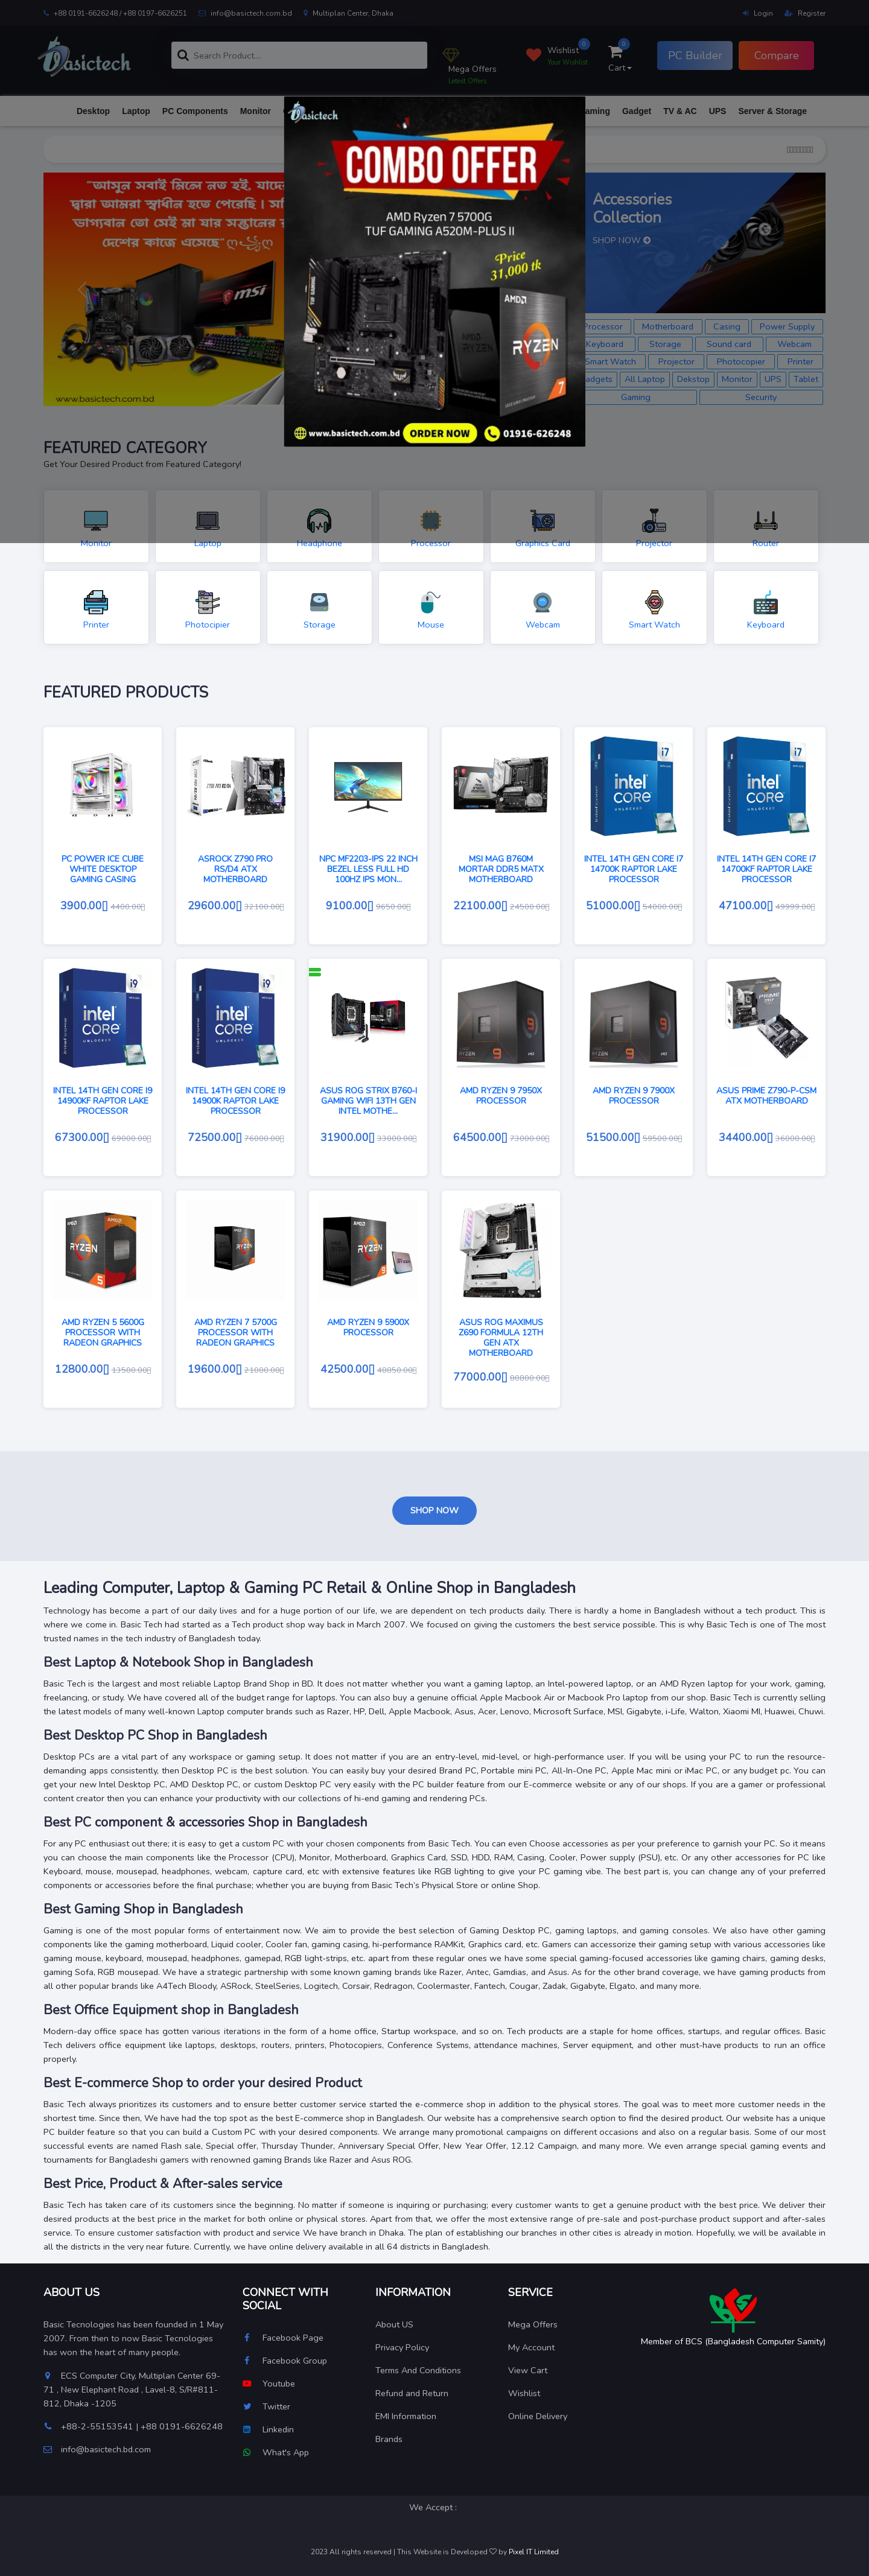 +88 0191-6626248 / +88 0197-6626251 info@basictech.com.bd Multiplan Center, Dhaka Login Register
Basictech
Search Product...
Mega Offers
Latest Offers
Wishlist 0
Your Wishlist
0
Cart
PC Builder
Compare
Desktop Laptop PC Components Monitor Gadget TV & AC UPS Server & Storage
"আসুন সবাই মিলেন নত হই, যা
আমাদের সৃষ্টি কর্তা,
www.basictech.com.bd
Basictech
COMBO OFFER
AMD Ryzen 7 5700G
TUF GAMING A520M-PLUS II
Price
31,000 tk
AMD
RYZEN
7
www.basictech.com.bd ORDER NOW 01916-626248
Accessories
Collection
SHOP NOW
Processor Motherboard Casing Power Supply
Keyboard Storage Sound card Webcam
Smart Watch Projector Photocopier Printer
All Laptop Dekstop Monitor UPS Tablet
Gaming Security
FEATURED CATEGORY
Get Your Desired Product from Featured Category!
Monitor Laptop Headphone Processor Graphics Card Projector Router
Printer Photocipier Storage Mouse Webcam Smart Watch Keyboard
FEATURED PRODUCTS
PC POWER ICE CUBE
WHITE DESKTOP
GAMING CASING
3900.00 4400.00
ASROCK Z790 PRO
RS/D4 ATX
MOTHERBOARD
29600.00 32100.00
NPC MF2203-IPS 22 INCH
BEZEL LESS FULL HD
100HZ IPS MON...
9100.00 9650.00
MSI MAG B760M
MORTAR DDR5 MATX
MOTHERBOARD
22100.00 24500.00
INTEL 14TH GEN CORE I7
14700K RAPTOR LAKE
PROCESSOR
51000.00 54000.00
INTEL 14TH GEN CORE I7
14700KF RAPTOR LAKE
PROCESSOR
47100.00 49999.00
INTEL 14TH GEN CORE I9
14900KF RAPTOR LAKE
PROCESSOR
67300.00 69000.00
INTEL 14TH GEN CORE I9
14900K RAPTOR LAKE
PROCESSOR
72500.00 76000.00
ASUS ROG STRIX B760-I
GAMING WIFI 13TH GEN
INTEL MOTHE...
31900.00 33000.00
AMD RYZEN 9 7950X
PROCESSOR
64500.00 73000.00
AMD RYZEN 9 7900X
PROCESSOR
51500.00 59500.00
ASUS PRIME Z790-P-CSM
ATX MOTHERBOARD
34400.00 36000.00
AMD RYZEN 5 5600G
PROCESSOR WITH
RADEON GRAPHICS
12800.00 13500.00
AMD RYZEN 7 5700G
PROCESSOR WITH
RADEON GRAPHICS
19600.00 21000.00
AMD RYZEN 9 5900X
PROCESSOR
42500.00 48850.00
ASUS ROG MAXIMUS
Z690 FORMULA 12TH
GEN ATX
MOTHERBOARD
77000.00 80800.00
SHOP NOW
Leading Computer, Laptop & Gaming PC Retail & Online Shop in Bangladesh
Technology has become a part of our daily lives and for a huge portion of our life, we are dependent on tech products daily. There is hardly a home in Bangladesh without a tech product. This is
where we come in. Basic Tech had started as a Tech product shop way back in March 2007. We focused on giving the customers the best service possible. This is why Basic Tech is one of The most
trusted names in the tech industry of Bangladesh today.
Best Laptop & Notebook Shop in Bangladesh
Basic Tech is the largest and most reliable Laptop Brand Shop in BD. It does not matter whether you want a gaming laptop, an Intel-powered laptop, or an AMD Ryzen laptop for your work, gaming,
freelancing, or study. We have covered all of the budget range for laptops. You can also buy a genuine official Apple Macbook Air or Macbook Pro laptop from our shop. Basic Tech is currently selling
the latest models of many well-known Laptop computer brands such as Razer, HP, Dell, Apple Macbook, Asus, Acer, Lenovo, Microsoft Surface, MSI, Gigabyte, i-Life, Walton, Xiaomi MI, Huawei, Chuwi.
Best Desktop PC Shop in Bangladesh
Desktop PCs are a vital part of any workspace or gaming setup. It does not matter if you are an entry-level, mid-level, or high-performance user. If you will be using your PC to run the resource-
demanding apps consistently, then Desktop PC is the best solution. You can easily buy your desired Brand PC, Portable mini PC, All-In-One PC, Apple Mac mini or iMac PC, or any budget pc. You can
get your new Intel Desktop PC, AMD Desktop PC, or custom Desktop PC very easily with the PC builder feature from our E-commerce website or any of our shops. If you are a gamer or professional
content creator then you can enhance your productivity with our collections of hi-end gaming and rendering PCs.
Best PC component & accessories Shop in Bangladesh
For any PC enthusiast out there; it is easy to get a custom PC with your chosen components from Basic Tech. You can even Choose accessories as per your preference to garnish your PC. So it means
you can choose the main components like the Processor (CPU), Monitor, Motherboard, Graphics Card, SSD, HDD, RAM, Casing, Cooler, Power supply (PSU), etc. Or any other accessories for PC like
Keyboard, mouse, mousepad, headphones, webcam, capture card, etc with extensive features like RGB lighting to give your PC gaming vibe. The best part is, you can change any of your preferred
components or accessories before the final purchase; whether you are buying from Basic Tech's Physical Store or online Shop.
Best Gaming Shop in Bangladesh
Gaming is one of the most popular forms of entertainment now. We aim to provide the best selection of Gaming Desktop PC, gaming laptops, and gaming consoles. We also have other gaming
components like the gaming motherboard, Liquid cooler, Cooler fan, gaming casing, hi-performance RAMKit, Graphics card, etc. Gamers can accessorize their gaming setup with various accessories like
gaming mouse, keyboard, mousepad, headphones, gamepad, RGB light-strips, etc. apart from these regular ones we have some special gaming-focused accessories like gaming chairs, gaming desks,
gaming Sofa, RGB mousepad. We have a strategic partnership with some known gaming brands like Razer, Antec, Gamdias, and Asus. As for the other brand coverage, we have gaming products from
all other popular brands like A4Tech Bloody, ASRock, SteelSeries, Logitech, Corsair, Redragon, Coolermaster, Fantech, Cougar, Zadak, Gigabyte, Elgato, and many more.
Best Office Equipment shop in Bangladesh
Modern-day office space has gotten various iterations in the form of a home office, Startup workspace, and so on. Tech products are a staple for home offices, startups, and regular offices. Basic
Tech delivers office equipment like laptops, desktops, routers, printers, Photocopiers, Conference Systems, attendance machines, Server equipment, and other must-have products to run an office
properly.
Best E-commerce Shop to order your desired Product
Basic Tech always prioritizes its customers and to ensure better customer service started the e-commerce shop in addition to the physical stores. The goal was to meet more customer needs in the
shortest time. Since then, We have had the top spot as the best E-commerce shop in Bangladesh. Our website has a comprehensive search option to find the desired product. Our website has a unique
PC builder feature so that you can build a Custom PC with your desired components. We arrange many promotional campaigns on different occasions and also on a regular basis. Some of our most
successful events are named Flash sale, Special offer, Thursday Thunder, Anniversary Special Offer, New Year Offer, 12.12 Campaign, and many more. We even arrange special gaming events and
tournaments for Bangladeshi gamers with renowned gaming Brands like Razer and Asus ROG.
Best Price, Product & After-sales service
Basic Tech has taken care of its customers since the beginning. No matter if someone is inquiring or purchasing; every customer wants to get a genuine product with the best price. We deliver their
desired products at the best price in the market for both online or physical stores. Apart from that, we offer the most extensive range of pre-sale and post-purchase product support and after-sales
service. To ensure customer satisfaction with product and service We have branch in Dhaka. The plan of establishing our branches in other cities is already in motion. Hopefully, we will be available in
all the districts in the very near future. Currently, we have online delivery available in all 64 districts in Bangladesh.
ABOUT US
Basic Tecnologies has been founded in 1 May
2007. From then to now Basic Tecnologies
has won the heart of many people.
ECS Computer City, Multiplan Center 69-
71 , New Elephant Road , Lavel-8, S/R#811-
812, Dhaka -1205
+88-2-55153541 | +88 0191-6626248
info@basictech.bd.com
CONNECT WITH
SOCIAL
Facebook Page
Facebook Group
Youtube
Twitter
Linkedin
What's App
INFORMATION
About US
Privacy Policy
Terms And Conditions
Refund and Return
EMI Information
Brands
SERVICE
Mega Offers
My Account
View Cart
Wishlist
Online Delivery
Member of BCS (Bangladesh Computer Samity)
We Accept :
2023 All rights reserved | This Website is Developed by Pixel IT Limited